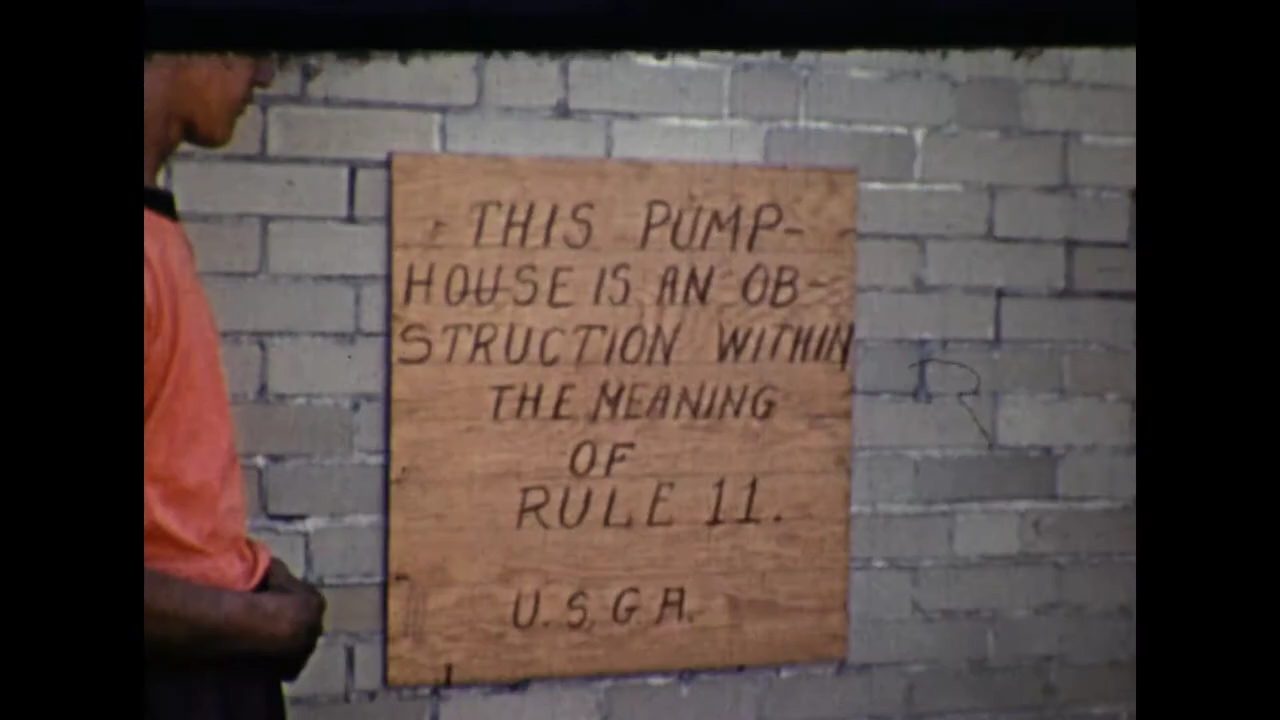 THIS PUMP-
HOUSE IS AN OB-
STRUCTION WITHIN
THE MEANING
OF
RULE 11.
U.S.G.A.